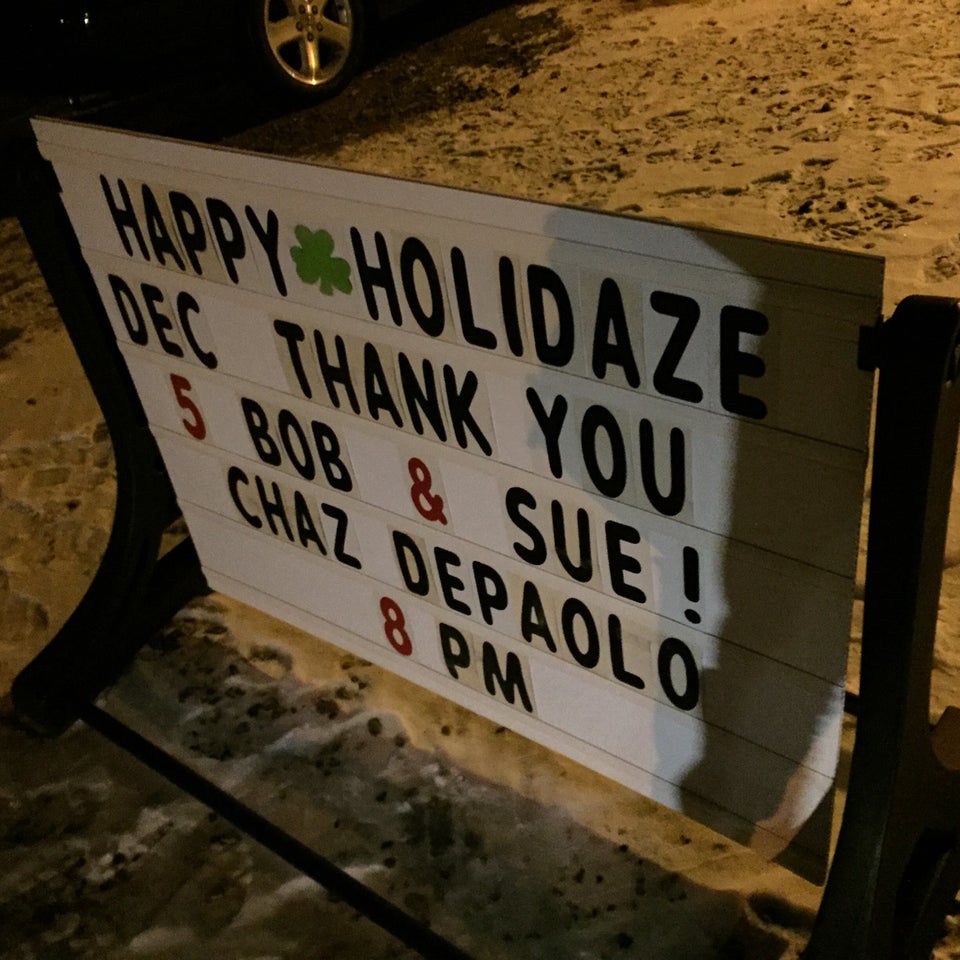 HAPPY ☘ HOLIDAZE
DEC THANK YOU
5 BOB & SUE!
CHAZ DEPAOLO
8 PM